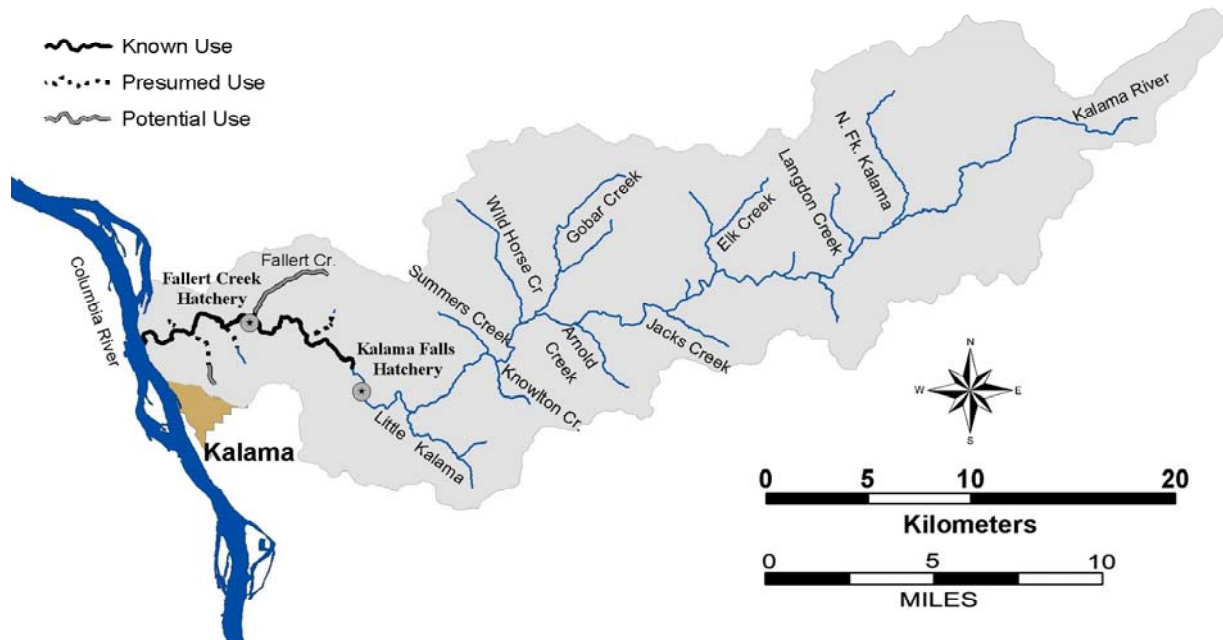 Known Use
Presumed Use
Potential Use
Columbia River
Fallert Creek
Hatchery
Fallert Cr.
Kalama Falls
Hatchery
Kalama
Little Kalama
Summers Creek
Knowlton Cr.
Wild Horse Cr
Gobar Creek
Arnold
Creek
Jacks Creek
Elk Creek
Langdon Creek
N. Fk. Kalama
Kalama River
N
W E
S
0 5 10 20
Kilometers
0 5 10
MILES